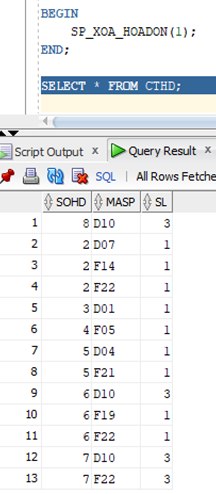 BEGIN
SP_XOA_HOADON(1);
END;
SELECT * FROM CTHD;
Script Output × Query Result ×
SQL | All Rows Fetche
SOHD MASP SL
1 8 D10 3
2 2 D07 1
3 2 F14 1
4 2 F22 1
5 3 D01 1
6 4 F05 1
7 5 D04 1
8 5 F21 1
9 6 D10 3
10 6 F19 1
11 6 F22 1
12 7 D10 3
13 7 F22 3